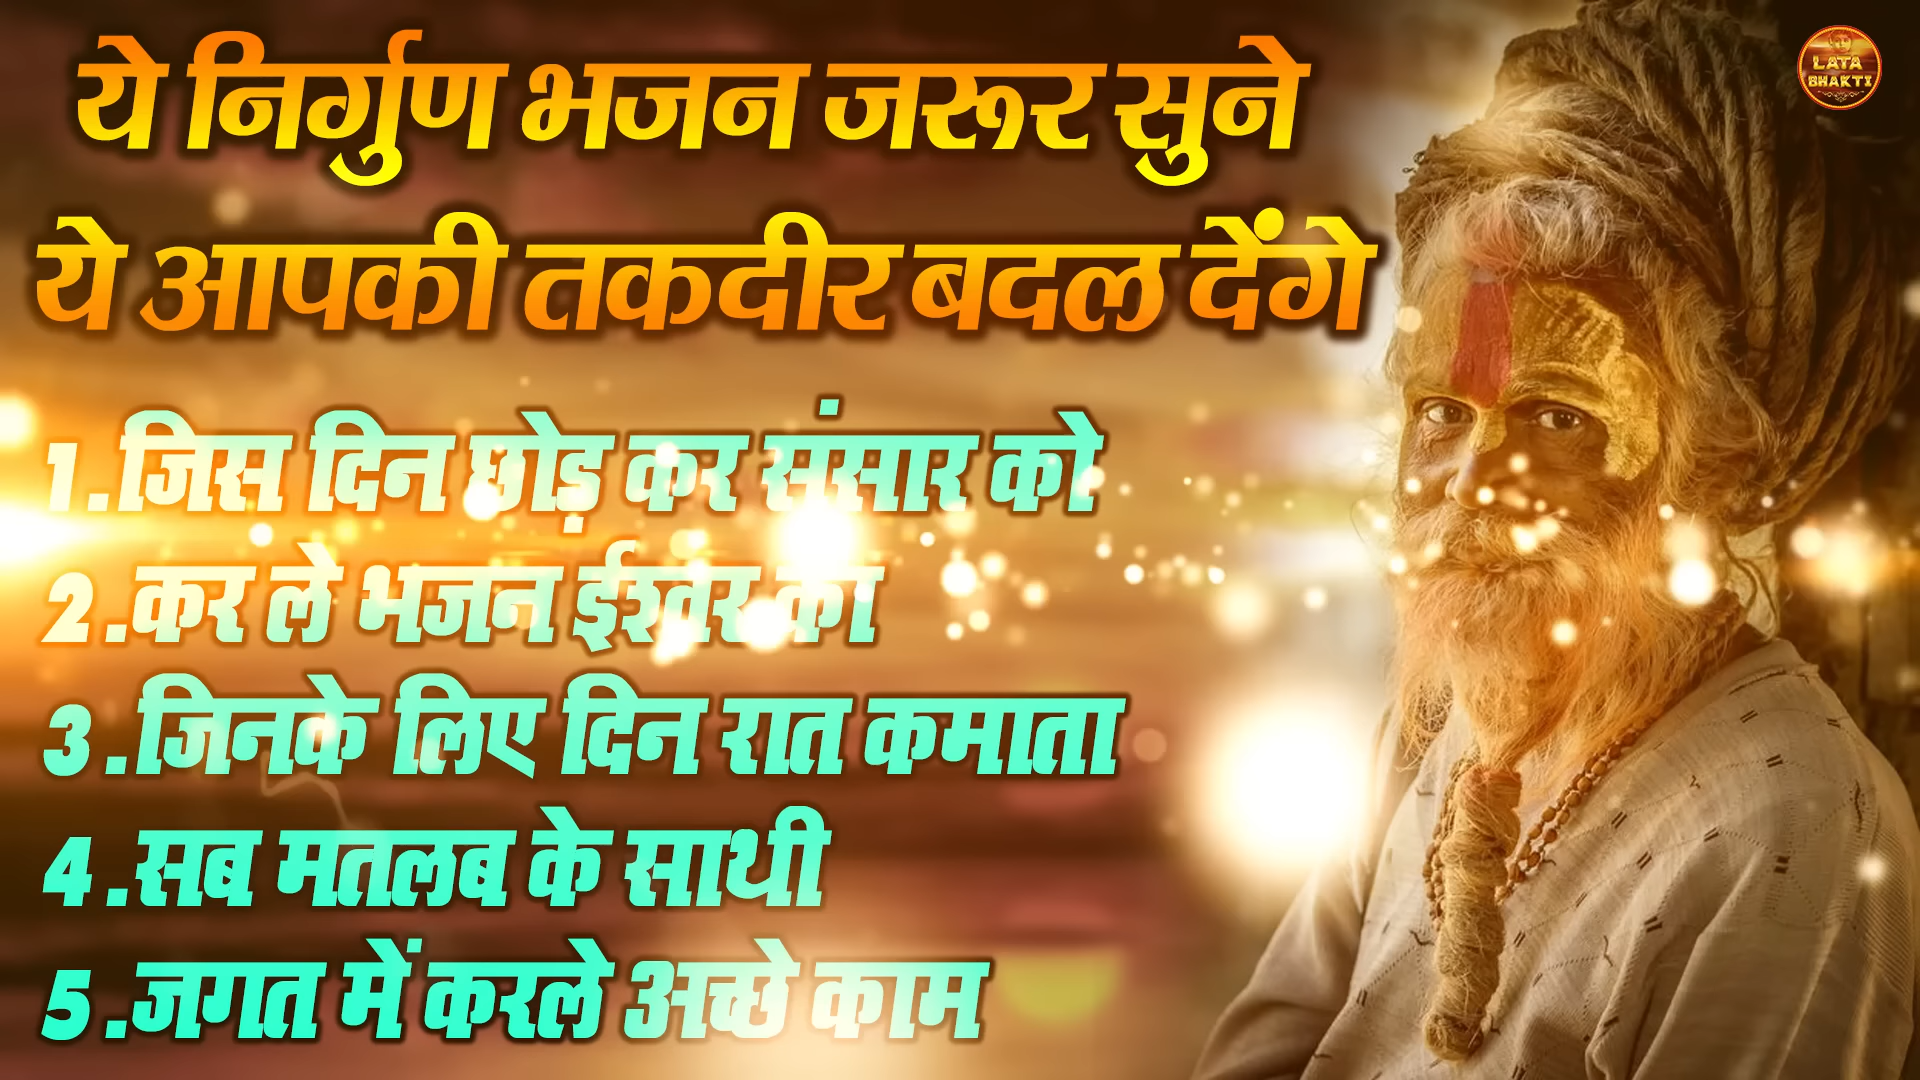 ये निर्गुण भजन जरूर सुने
LATA
BHAKTI
ये आपकी तकदीर बदल देंगे
1.जिस दिन छोड़ कर संसार को
2.कर ले भजन ईश्वर का
3.जिनके लिए दिन रात कमाता
4.सब मतलब के साथी
5.जगत में करले अच्छे काम